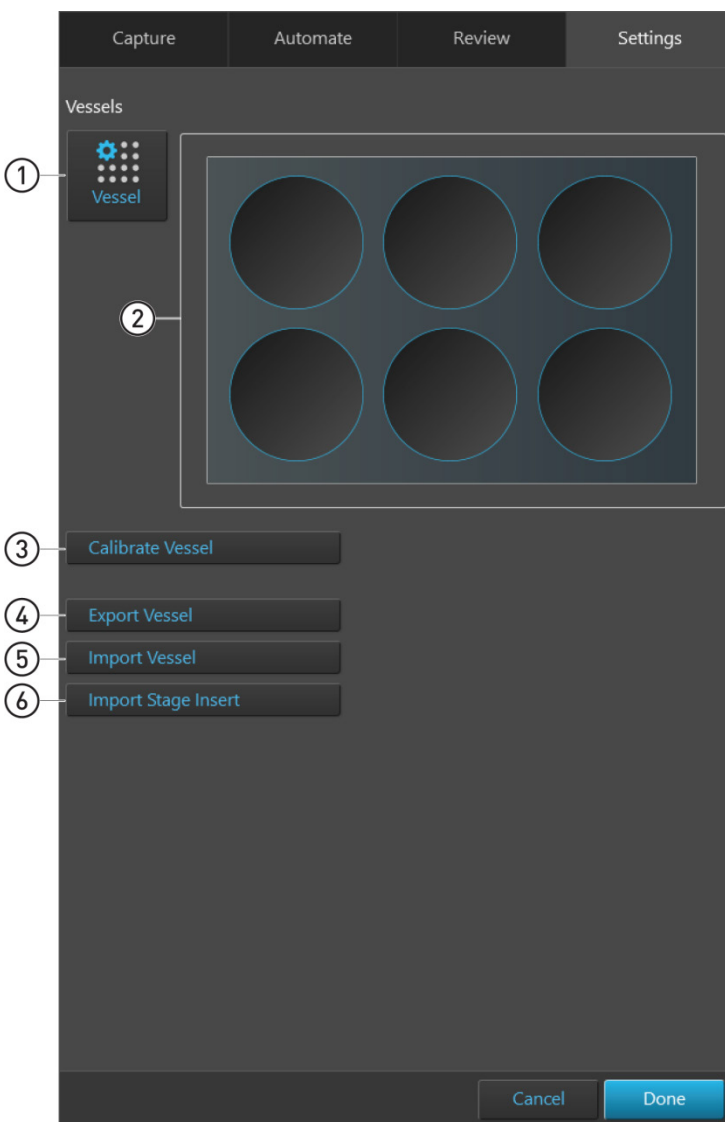 Capture Automate Review Settings
Vessels
1
Vessel
2
3 Calibrate Vessel
4 Export Vessel
5 Import Vessel
6 Import Stage Insert
Cancel Done